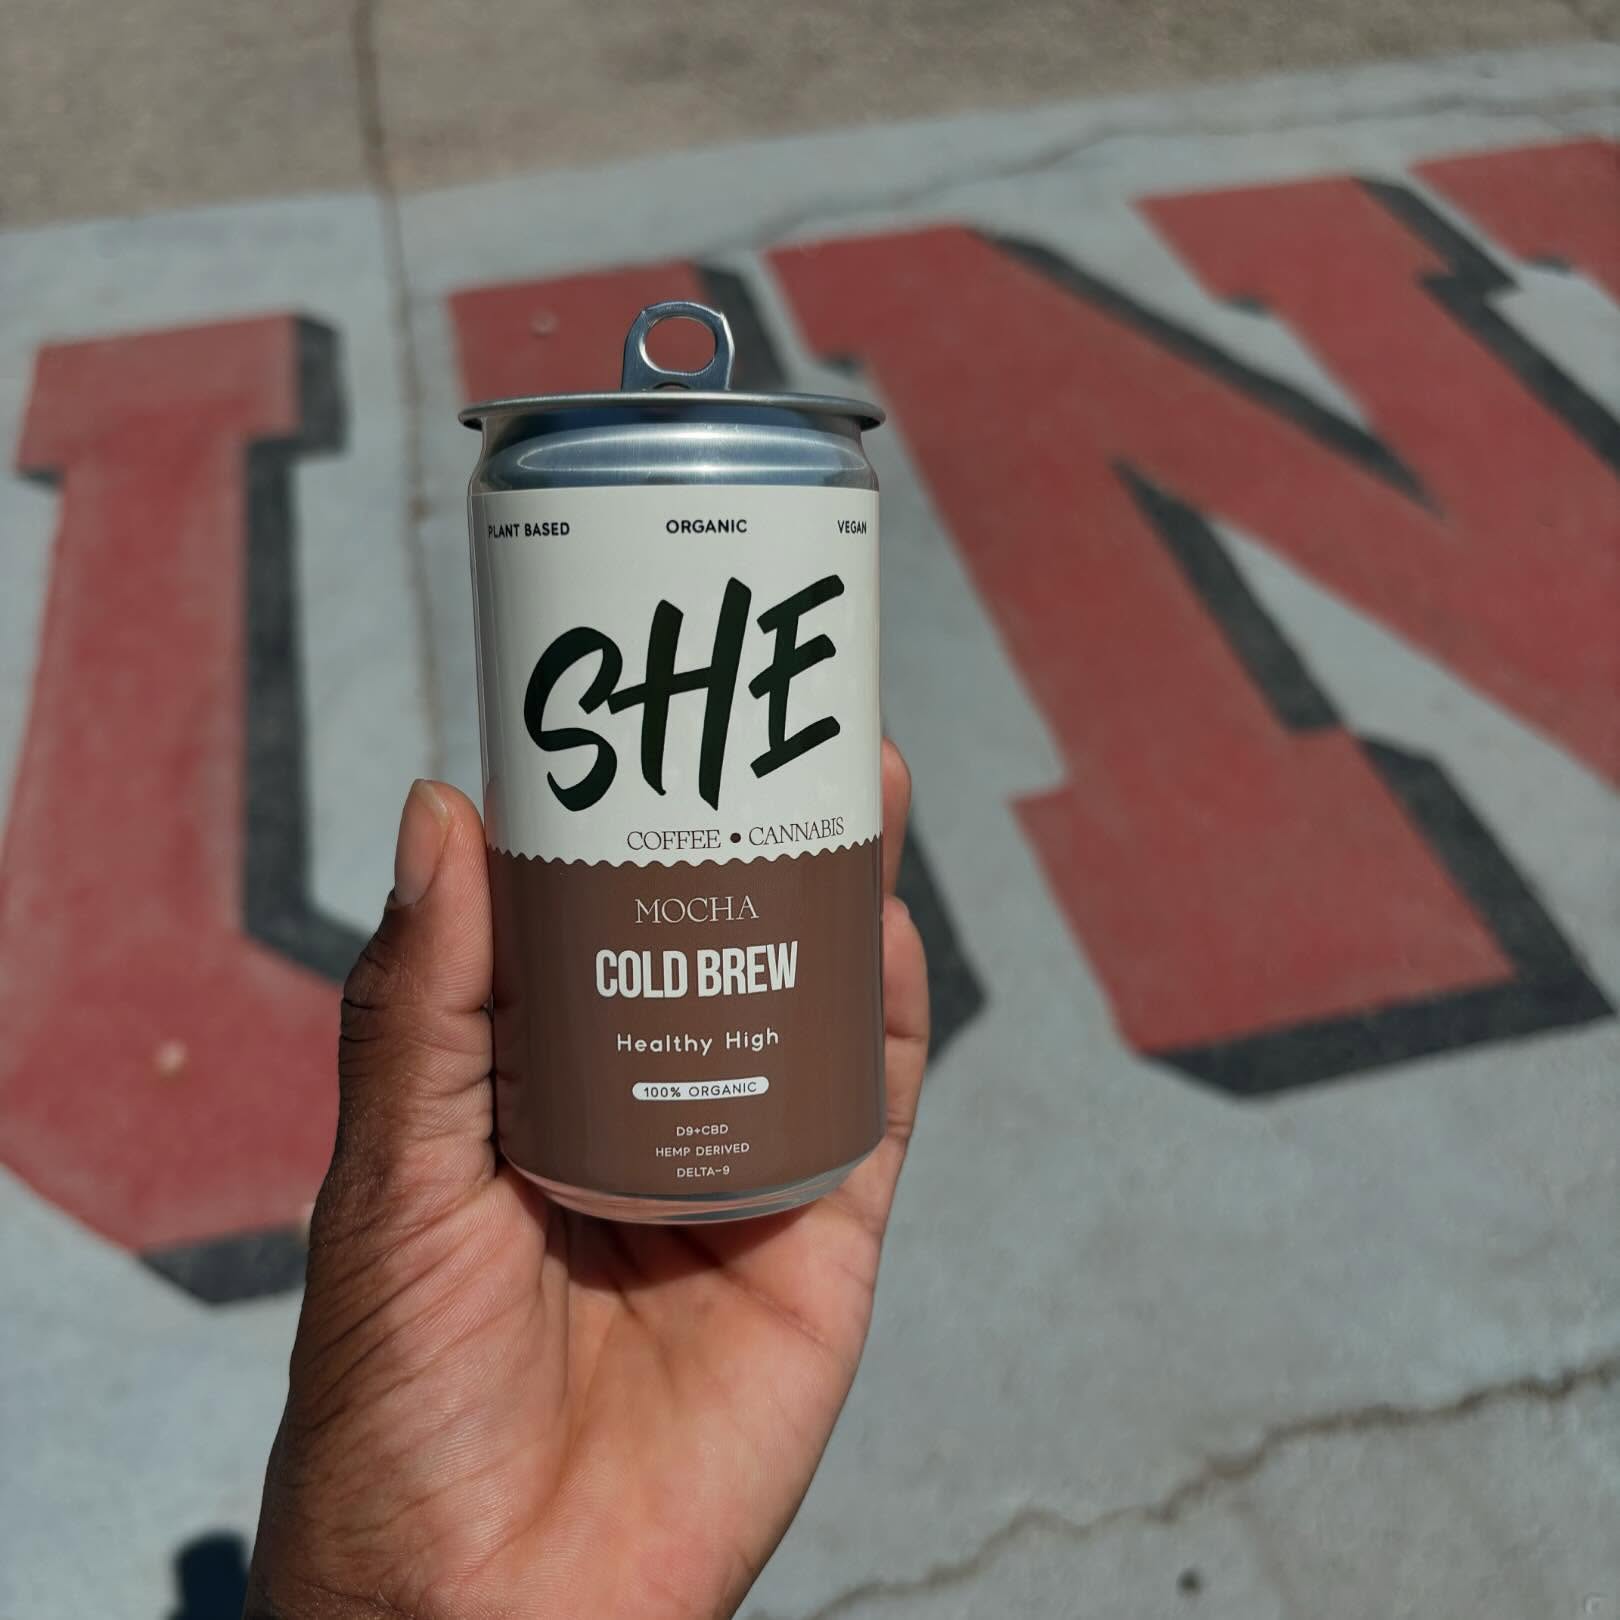 UN
PLANT BASED ORGANIC VEGAN
SHE
COFFEE • CANNABIS
MOCHA
COLD BREW
Healthy High
100% ORGANIC
D9+CBD
HEMP DERIVED
DELTA-9